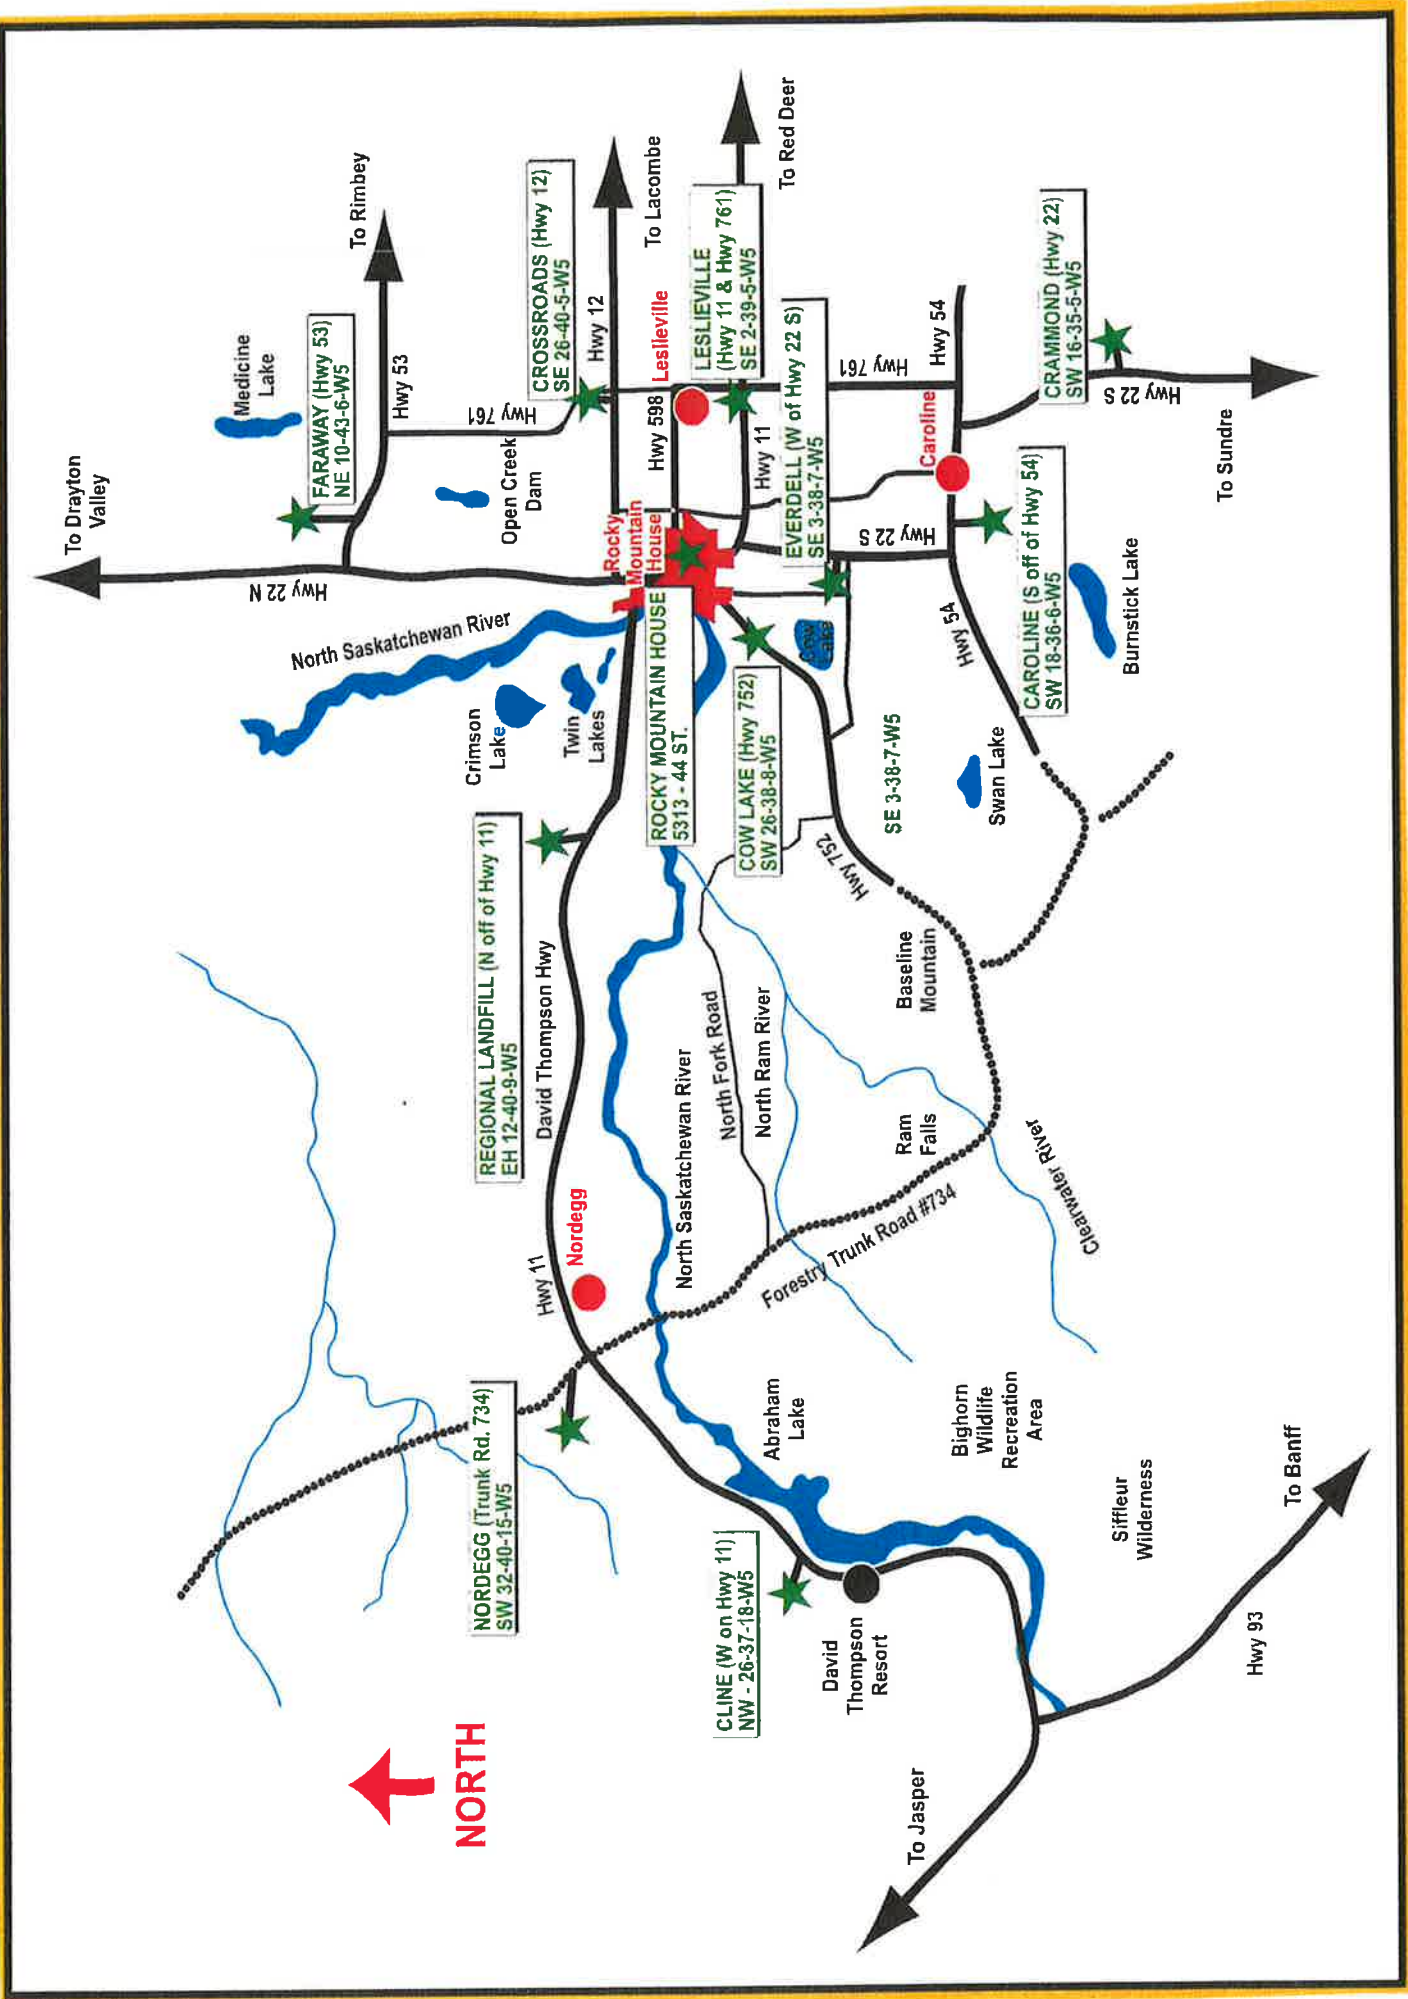 To Drayton
Valley
Medicine
Lake
Hwy 22 N
North Saskatchewan River
FARAWAY (Hwy 53)
NE 10-43-6-W5
To Rimbey
Hwy 53
NORTH
NORDEGG (Trunk Rd. 734)
SW 32-40-15-W5
REGIONAL LANDFILL (N off of Hwy 11)
EH 12-40-9-W5
Crimson
Lake
Open Creek
Dam
Hwy 761
CROSSROADS (Hwy 12)
SE 26-40-5-W5
Hwy 11
David Thompson Hwy
Nordegg
Twin
Lakes
Hwy 12
Rocky
Mountain
House
To Lacombe
Hwy 598
Leslieville
ROCKY MOUNTAIN HOUSE
5313 - 44 ST.
North Saskatchewan River
LESLIEVILLE
(Hwy 11 & Hwy 761)
SE 2-39-5-W5
CLINE (W on Hwy 11)
NW - 26-37-18-W5
North Fork Road
North Ram River
COW LAKE (Hwy 752)
SW 26-38-8-W5
Hwy 11
To Red Deer
Abraham
Lake
Cow
Lake
EVERDELL (W of Hwy 22 S)
SE 3-38-7-W5
David
Thompson
Resort
Forestry Trunk Road #734
Hwy 752
SE 3-38-7-W5
Hwy 761
Ram
Falls
Baseline
Mountain
Hwy 22 S
Caroline
Hwy 54
To Jasper
Bighorn
Wildlife
Recreation
Area
Hwy 54
Swan Lake
Clearwater River
CAROLINE (S off of Hwy 54)
SW 18-36-6-W5
CRAMMOND (Hwy 22)
SW 16-35-5-W5
Siffleur
Wilderness
Burnstick Lake
Hwy 22 S
Hwy 93
To Banff
To Sundre